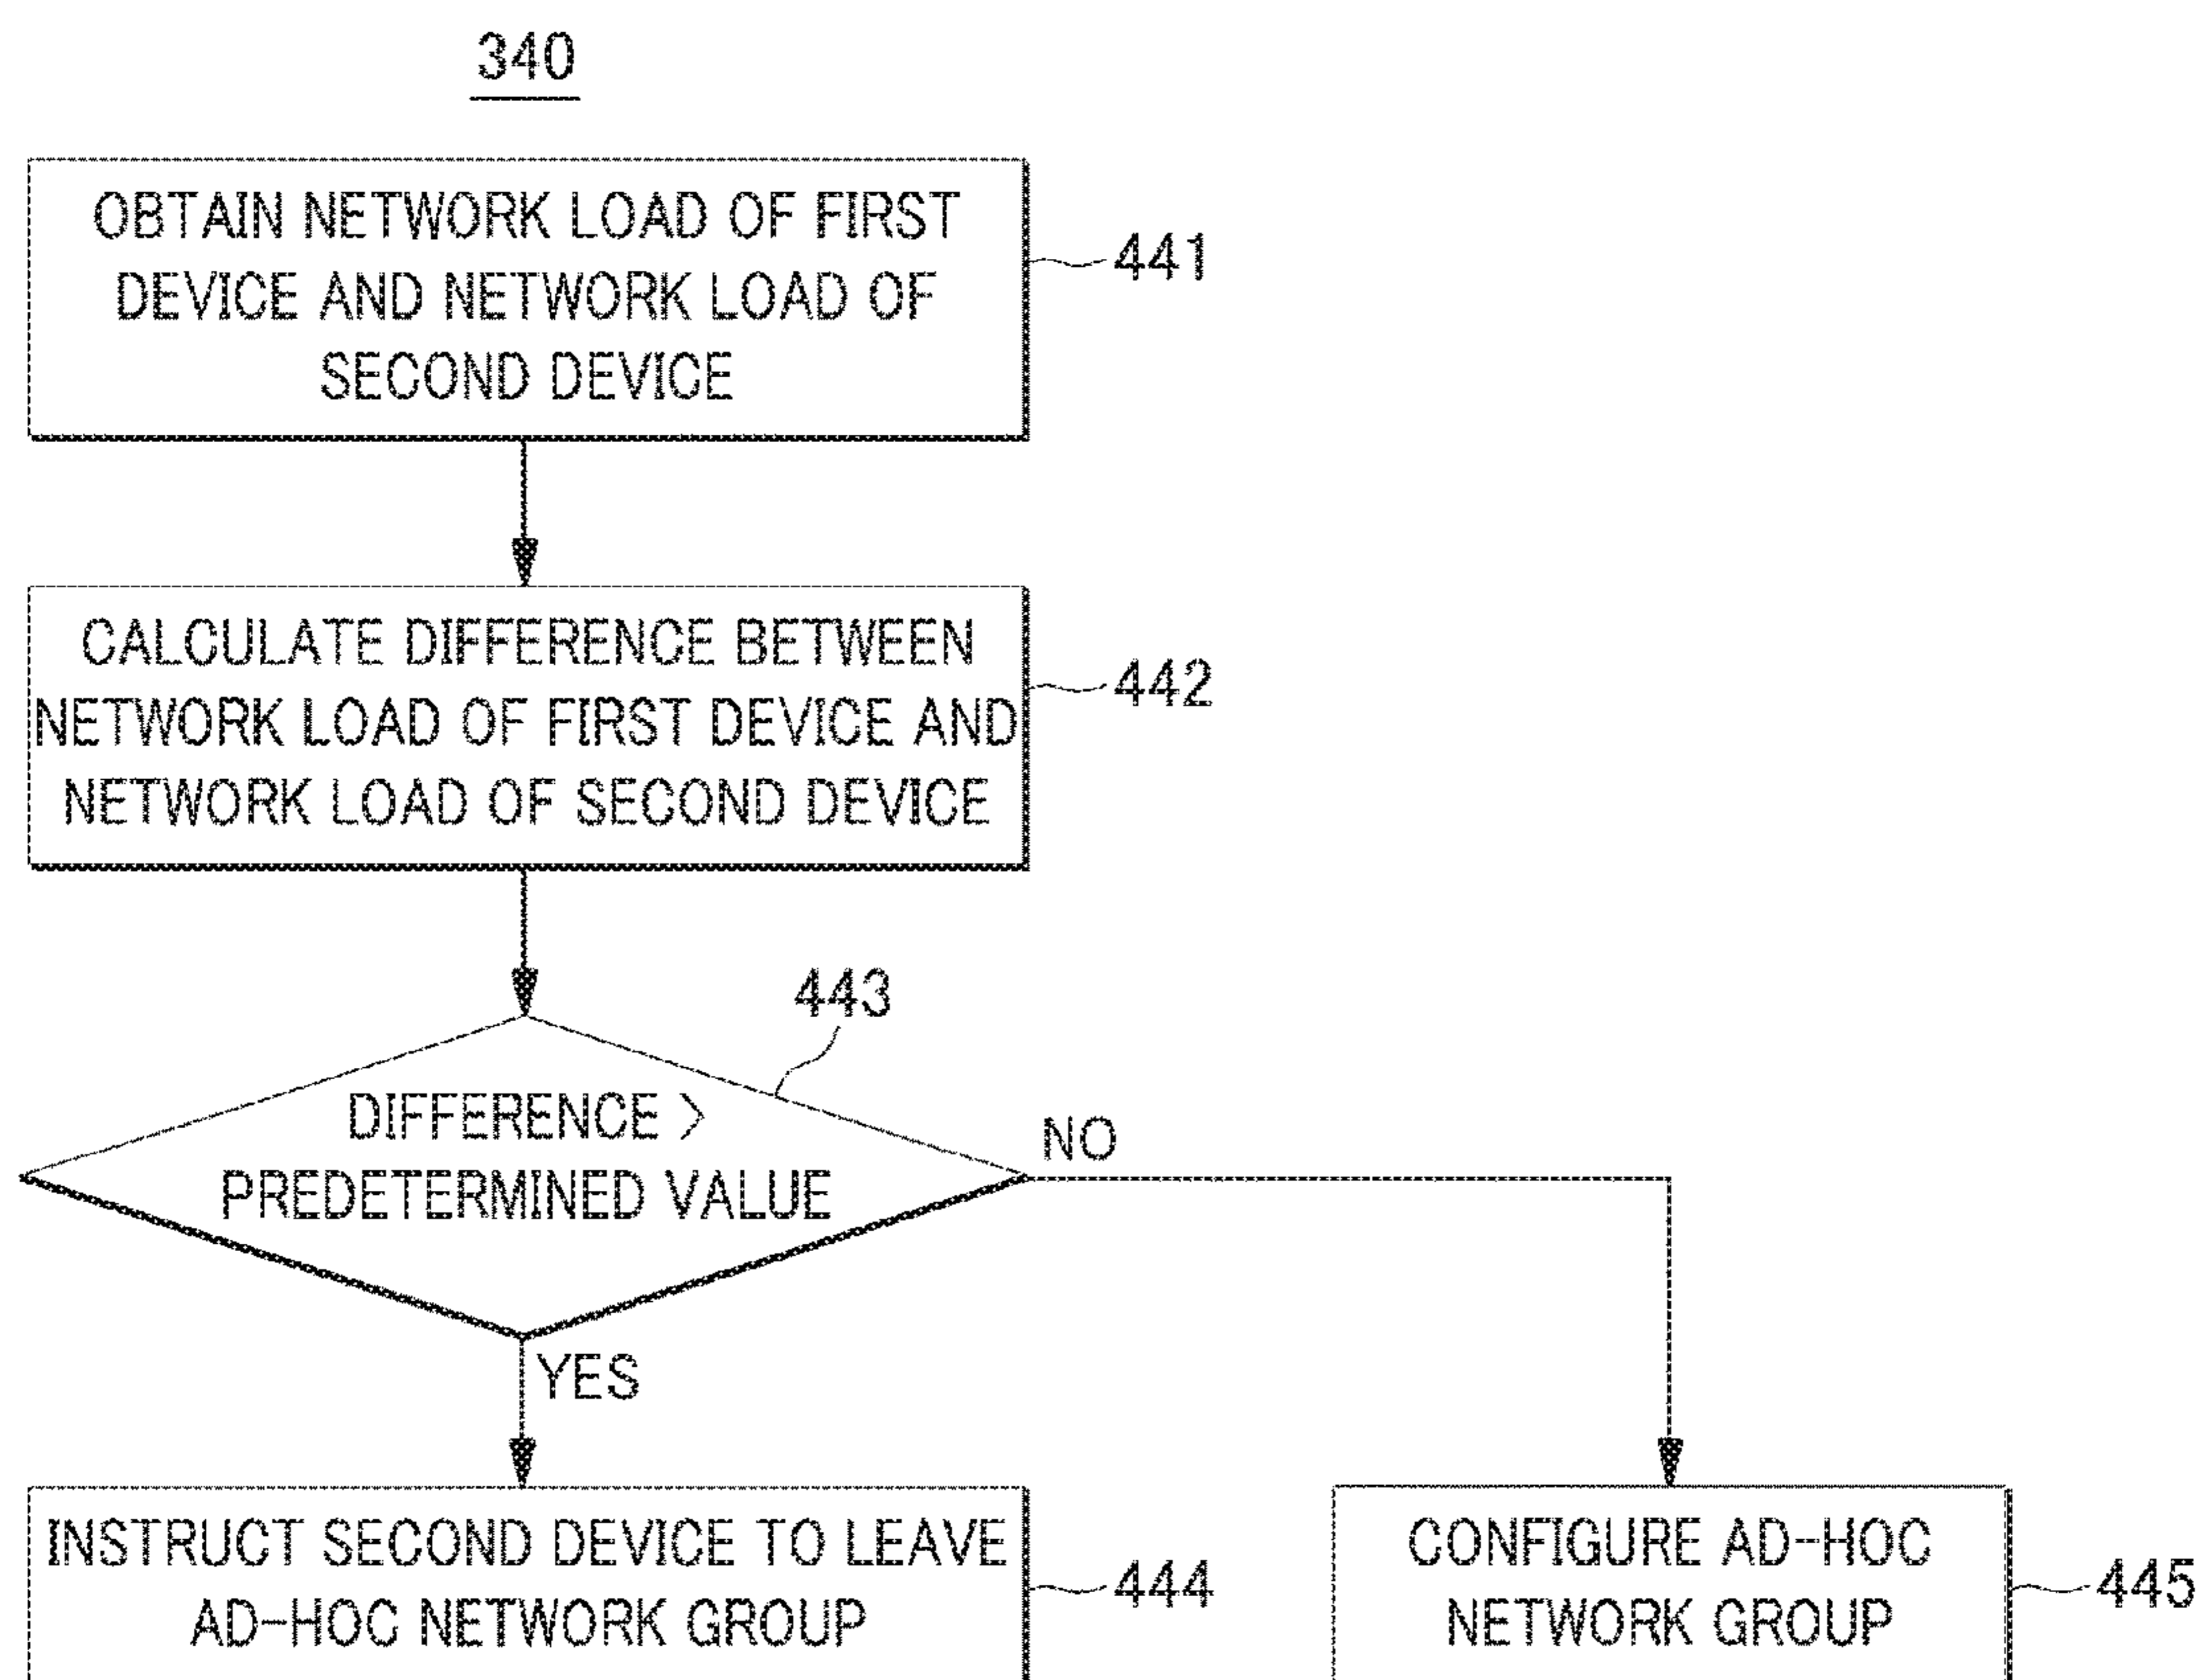 340
OBTAIN NETWORK LOAD OF FIRST
DEVICE AND NETWORK LOAD OF
SECOND DEVICE
441
CALCULATE DIFFERENCE BETWEEN
NETWORK LOAD OF FIRST DEVICE AND
NETWORK LOAD OF SECOND DEVICE
442
443
DIFFERENCE >
PREDETERMINED VALUE
NO
YES
INSTRUCT SECOND DEVICE TO LEAVE
AD-HOC NETWORK GROUP
444
CONFIGURE AD-HOC
NETWORK GROUP
445